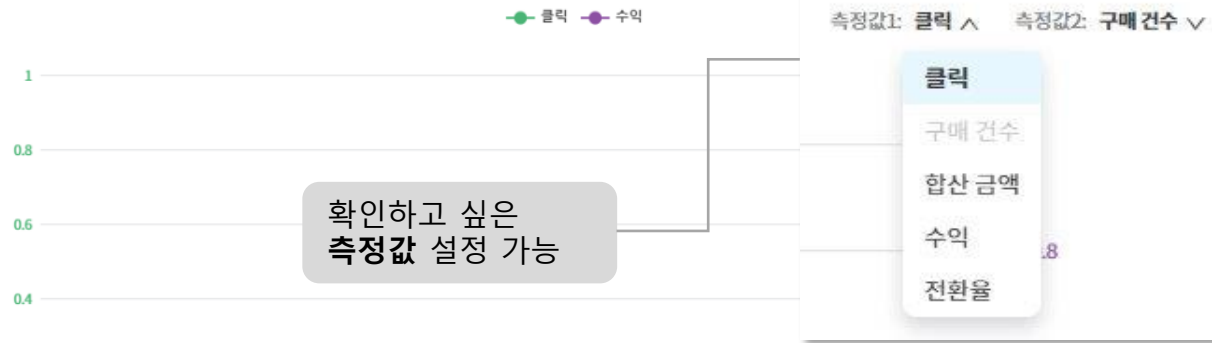 클릭 수익
측정값1: 클릭 측정값2: 구매 건수
1
0.8
0.6
0.4
확인하고 싶은
측정값 설정 가능
클릭
구매 건수
합산 금액
수익
전환율
.8